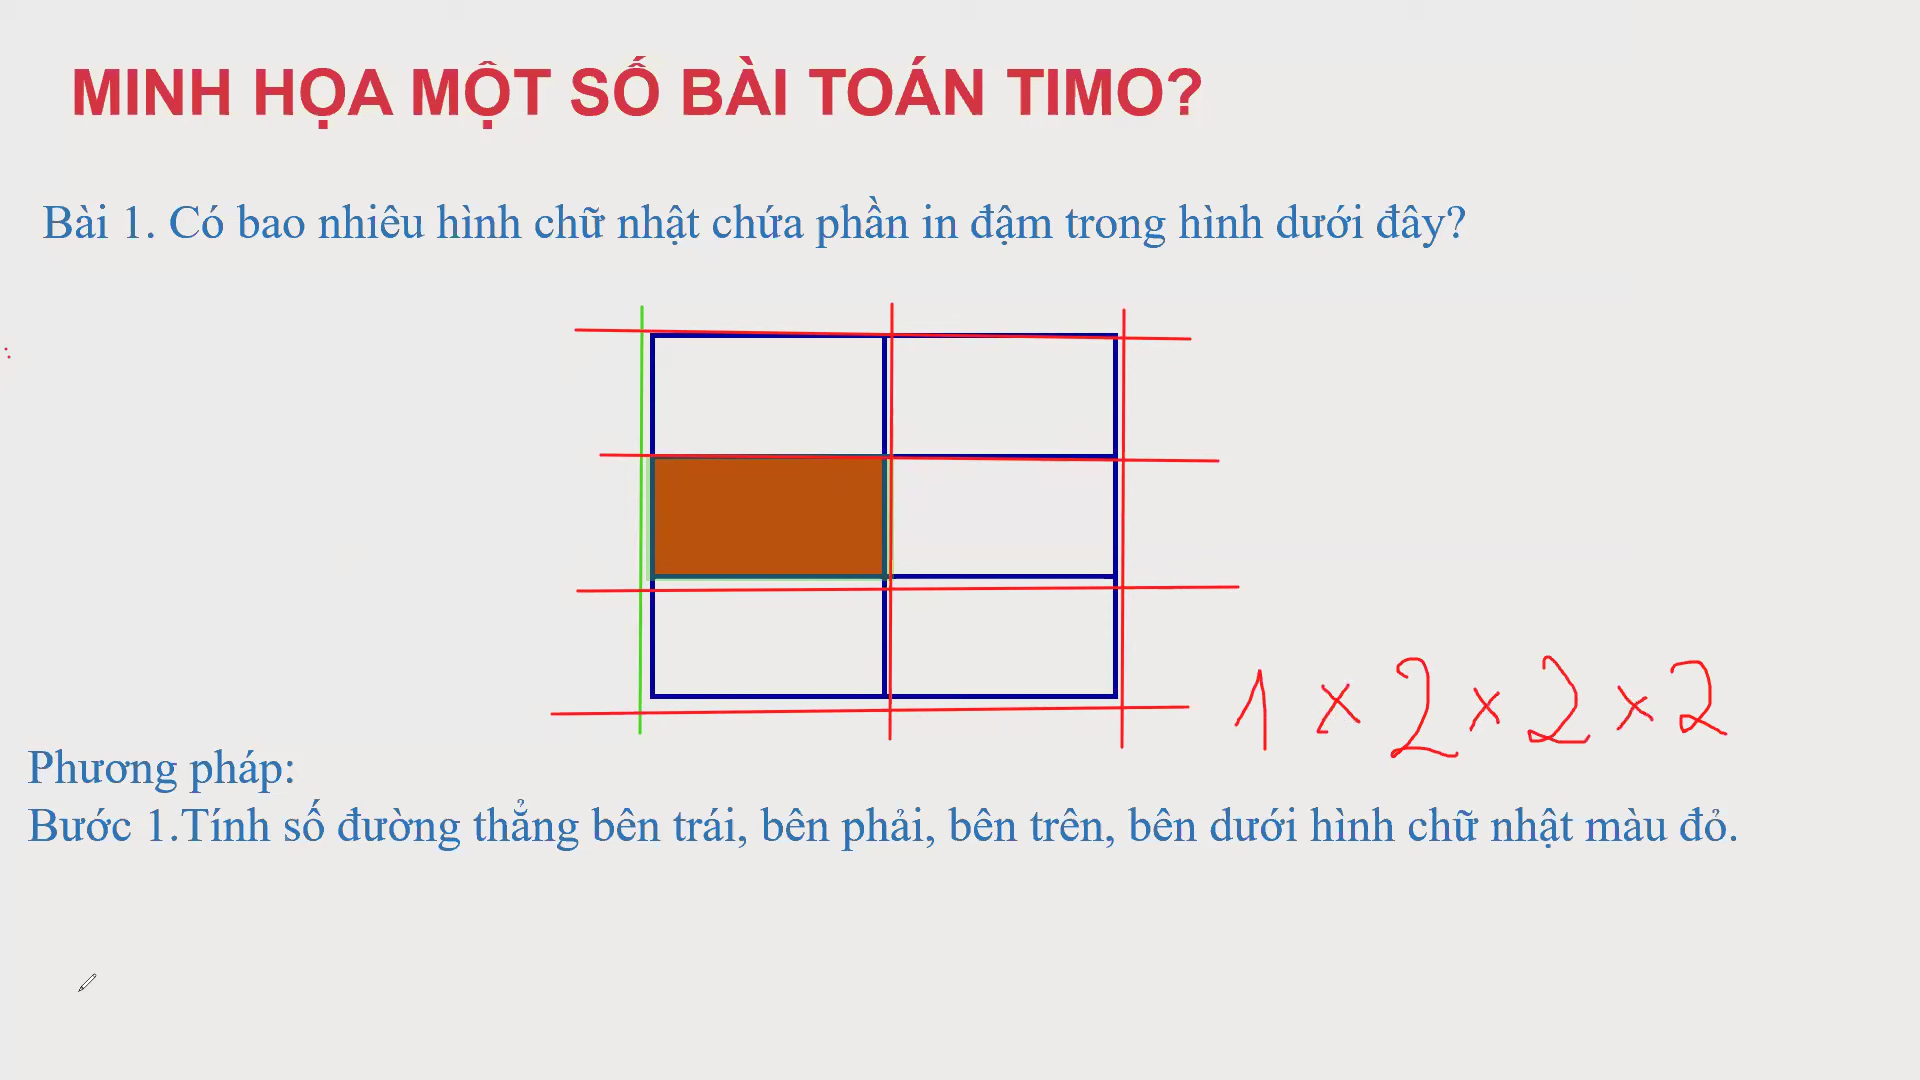 MINH HỌA MỘT SỐ BÀI TOÁN TIMO?
Bài 1. Có bao nhiêu hình chữ nhật chứa phần in đậm trong hình dưới đây?
1 × 2 × 2 × 2
Phương pháp:
Bước 1.Tính số đường thẳng bên trái, bên phải, bên trên, bên dưới hình chữ nhật màu đỏ.